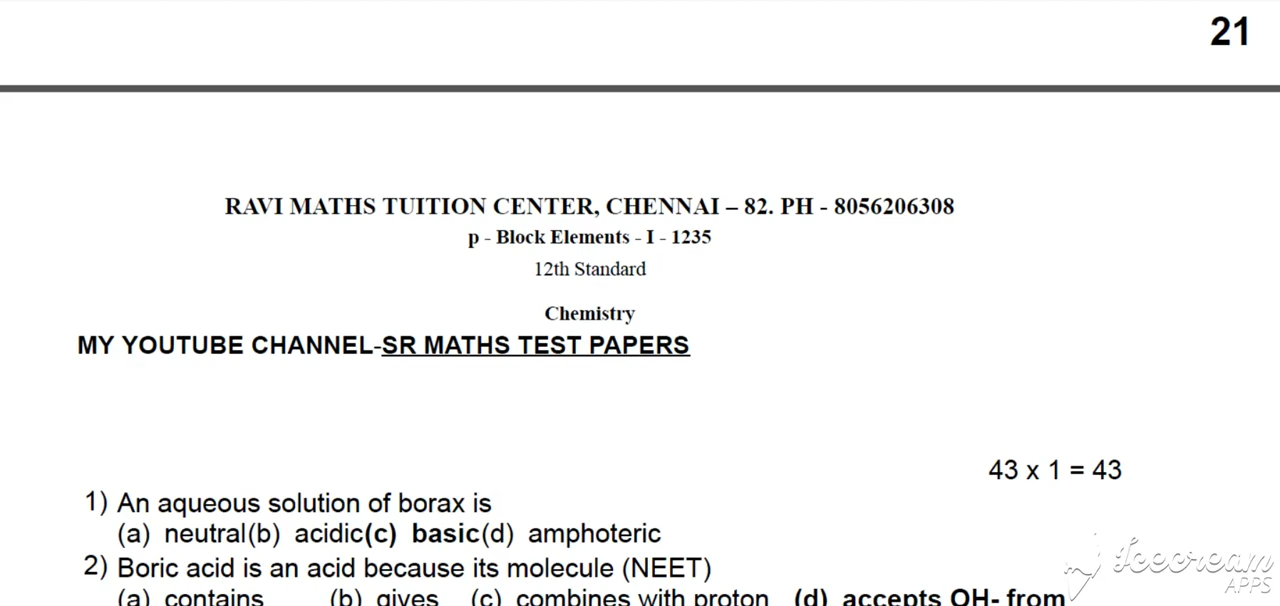 21
RAVI MATHS TUITION CENTER, CHENNAI – 82. PH - 8056206308
p - Block Elements - I - 1235
12th Standard
Chemistry
MY YOUTUBE CHANNEL-SR MATHS TEST PAPERS
43 x 1 = 43
1) An aqueous solution of borax is
(a) neutral(b) acidic(c) basic(d) amphoteric
2) Boric acid is an acid because its molecule (NEET)
(a) contains (b) gives (c) combines with proton (d) accepts OH- from
Icecream
APPS